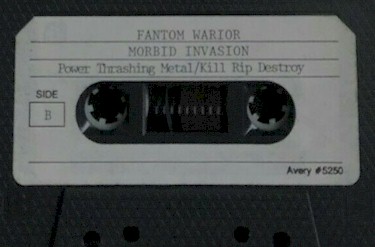 FANTOM WARIOR
MORBID INVASION
Power Thrashing Metal/Kill Rip Destroy
SIDE
B
Avery #5250